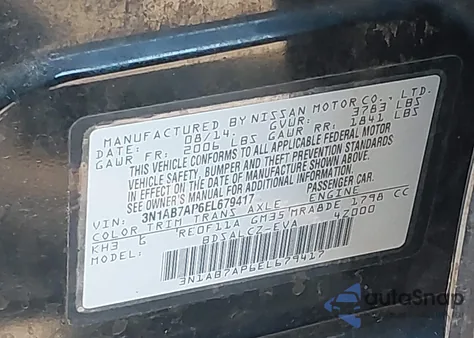 MANUFACTURED BY NISSAN MOTOR CO., LTD.
DATE: 08/14. GVWR: 3783 LBS
GAWR FR: 2006 LBS GAWR RR: 1841 LBS
THIS VEHICLE CONFORMS TO ALL APPLICABLE FEDERAL MOTOR
VEHICLE SAFETY, BUMPER AND THEFT PREVENTION STANDARDS
IN EFFECT ON THE DATE OF MANUFACTURE SHOWN ABOVE.
SEE OWNER'S MANUAL FOR ADDITIONAL INFORMATION.
VIN: 3N1AB7AP6EL679417 PASSENGER CAR.
COLOR TRIM TRANS AXLE ENGINE
KH3 RE0F11A GM35 MRA8DE 1798 CC
MODEL: BDSALCZ-EVA 4Z000
3N1AB7AP6EL679417
autoSnap